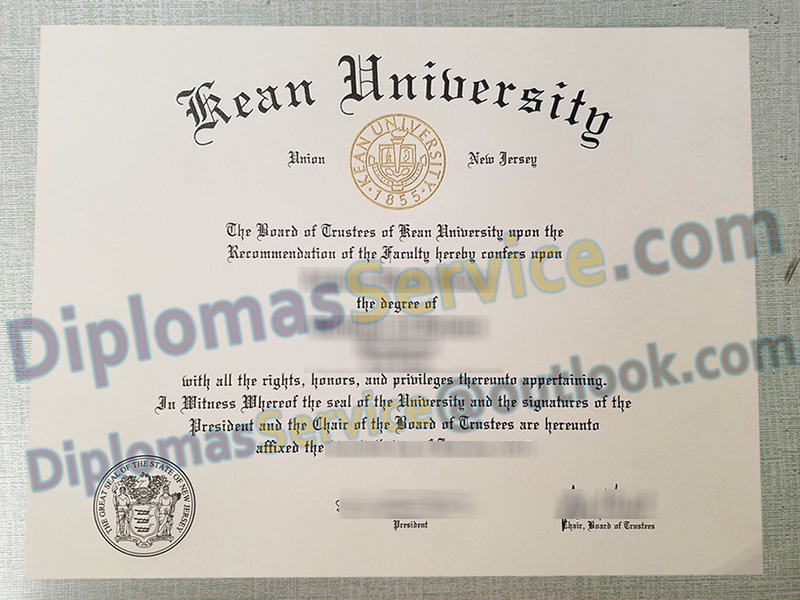 Kean University
Union New Jersey
KEAN UNIVERSITY
1855
The Board of Trustees of Kean University upon the
Recommendation of the Faculty hereby confers upon
the degree of
with all the rights, honors, and privileges thereunto appertaining.
In Witness Whereof the seal of the University and the signatures of the
President and the Chair of the Board of Trustees are hereunto
affixed the
THE GREAT SEAL OF THE STATE OF NEW JERSEY
President
Chair, Board of Trustees
DiplomasService.com
DiplomasService@outlook.com